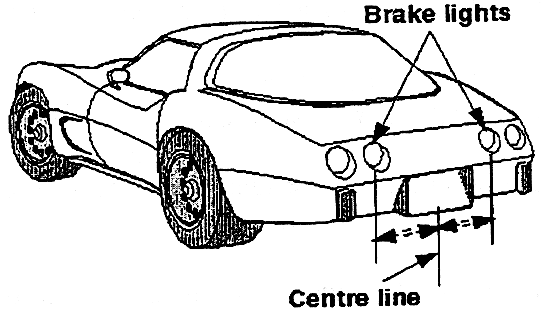 Brake lights
= =
Centre line